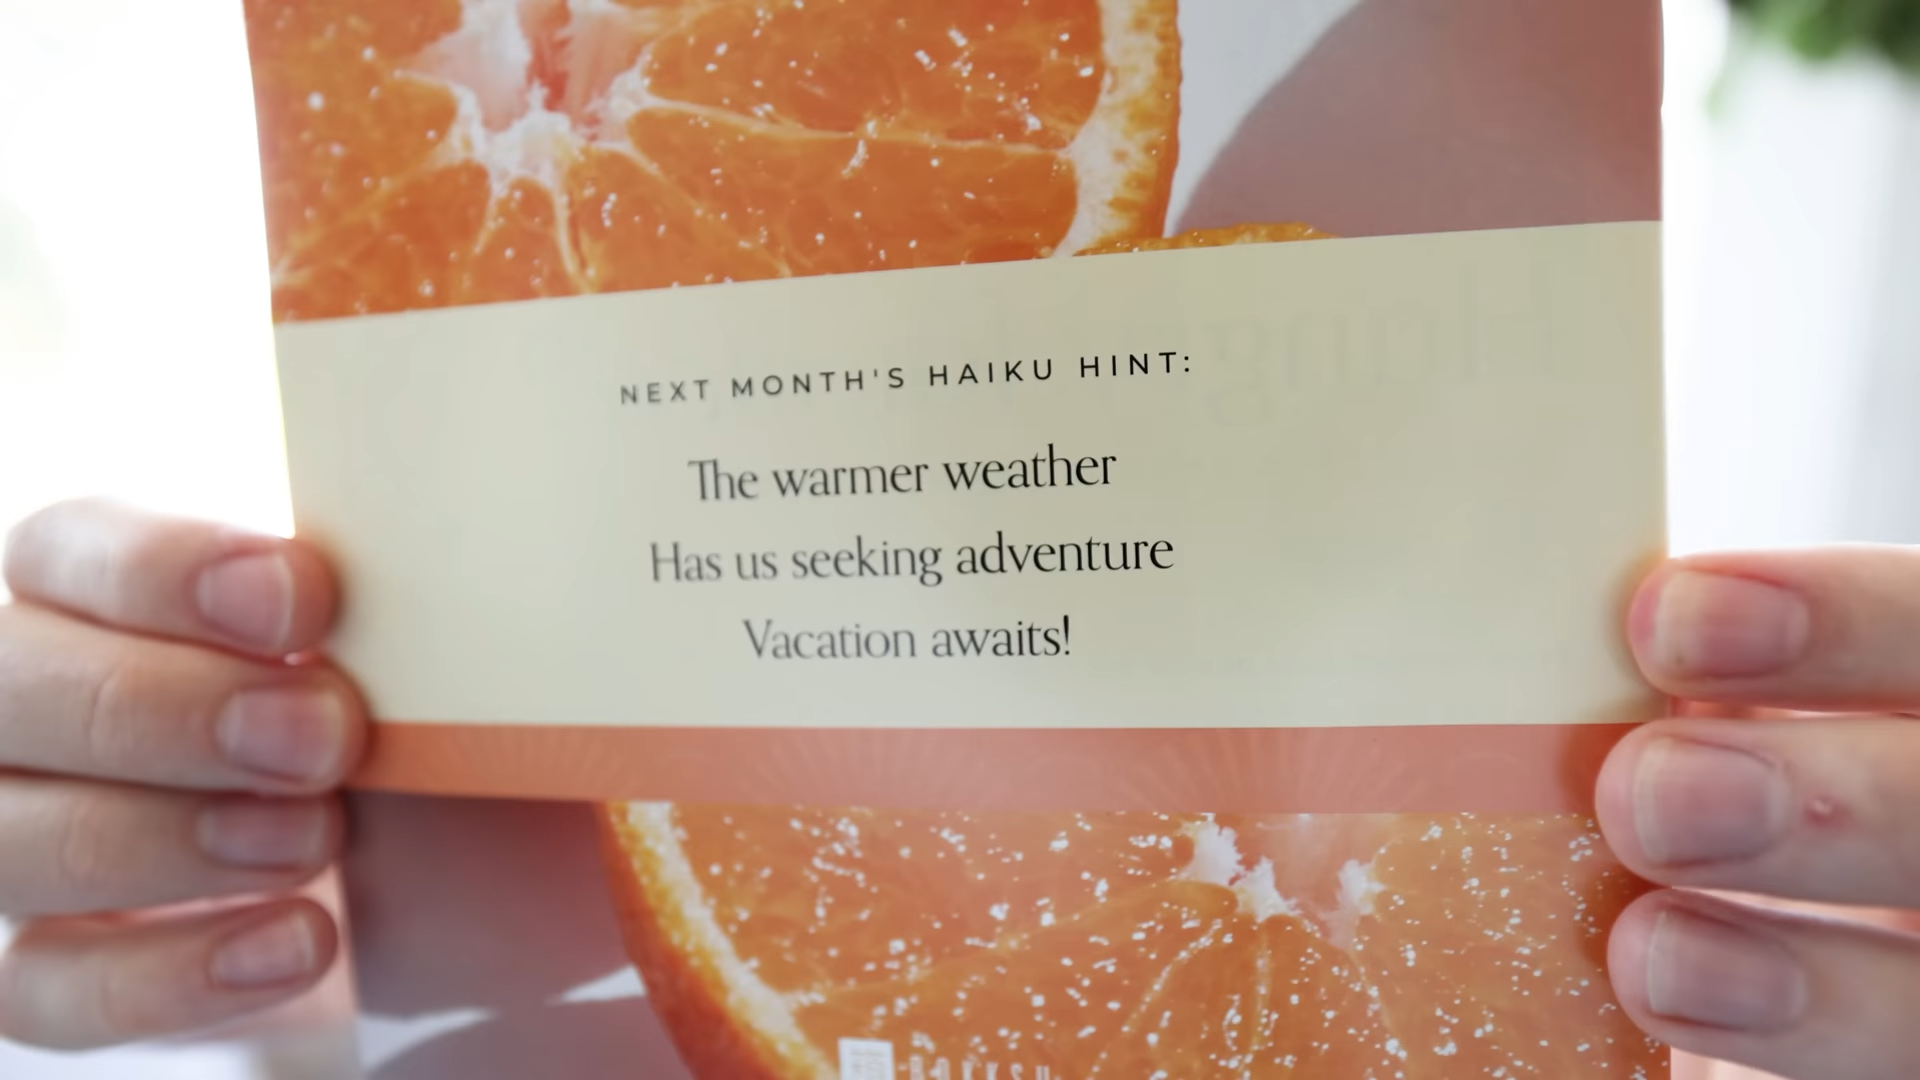 NEXT MONTH'S HAIKU HINT:
The warmer weather
Has us seeking adventure
Vacation awaits!